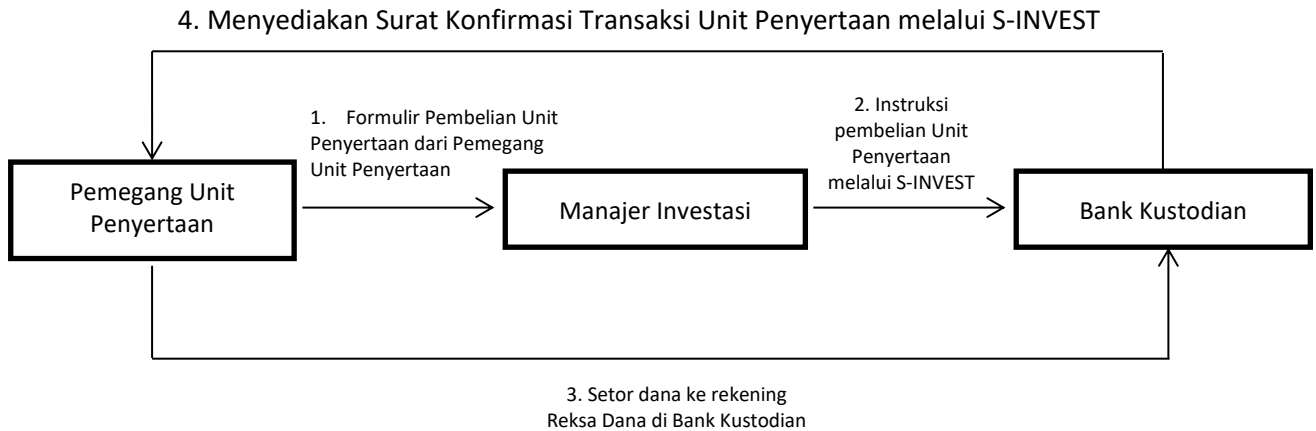 4. Menyediakan Surat Konfirmasi Transaksi Unit Penyertaan melalui S-INVEST
1. Formulir Pembelian Unit
Penyertaan dari Pemegang
Unit Penyertaan
2. Instruksi
pembelian Unit
Penyertaan
melalui S-INVEST
Pemegang Unit
Penyertaan
Manajer Investasi
Bank Kustodian
3. Setor dana ke rekening
Reksa Dana di Bank Kustodian